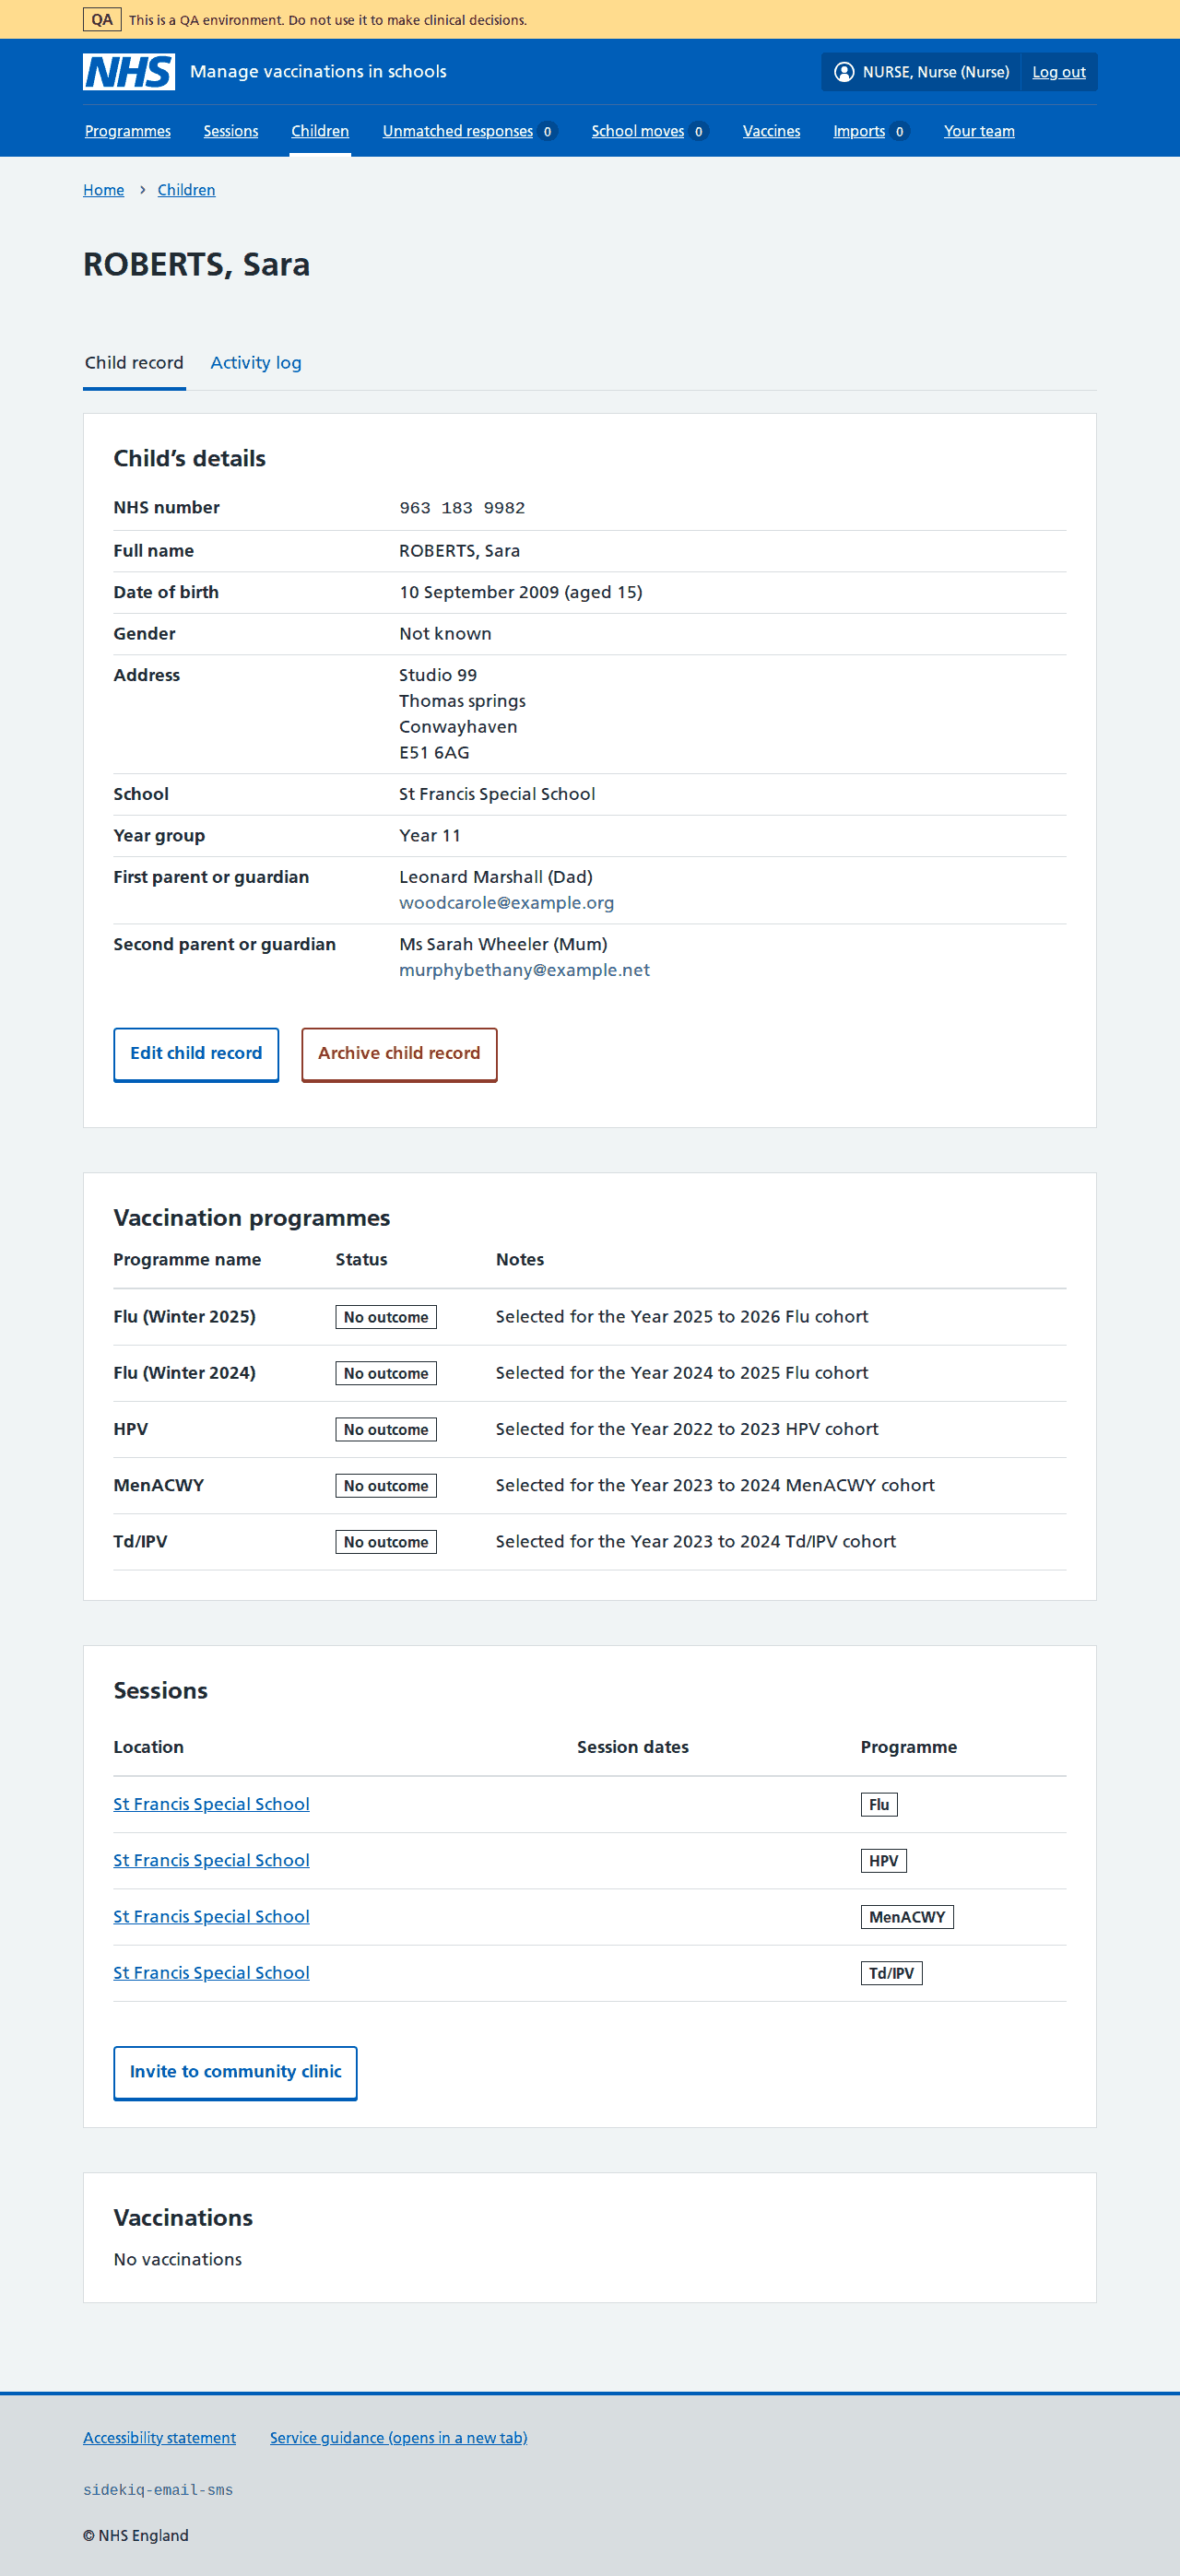 QA This is a QA environment. Do not use it to make clinical decisions.
NHS Manage vaccinations in schools NURSE, Nurse (Nurse) Log out
Programmes Sessions Children Unmatched responses 0 School moves 0 Vaccines Imports 0 Your team
Home › Children
ROBERTS, Sara
Child record Activity log
Child’s details
NHS number 963 183 9982
Full name ROBERTS, Sara
Date of birth 10 September 2009 (aged 15)
Gender Not known
Address Studio 99
Thomas springs
Conwayhaven
E51 6AG
School St Francis Special School
Year group Year 11
First parent or guardian Leonard Marshall (Dad)
woodcarole@example.org
Second parent or guardian Ms Sarah Wheeler (Mum)
murphybethany@example.net
Edit child record Archive child record
Vaccination programmes
Programme name Status Notes
Flu (Winter 2025) No outcome Selected for the Year 2025 to 2026 Flu cohort
Flu (Winter 2024) No outcome Selected for the Year 2024 to 2025 Flu cohort
HPV No outcome Selected for the Year 2022 to 2023 HPV cohort
MenACWY No outcome Selected for the Year 2023 to 2024 MenACWY cohort
Td/IPV No outcome Selected for the Year 2023 to 2024 Td/IPV cohort
Sessions
Location Session dates Programme
St Francis Special School Flu
St Francis Special School HPV
St Francis Special School MenACWY
St Francis Special School Td/IPV
Invite to community clinic
Vaccinations
No vaccinations
Accessibility statement Service guidance (opens in a new tab)
sidekiq-email-sms
© NHS England